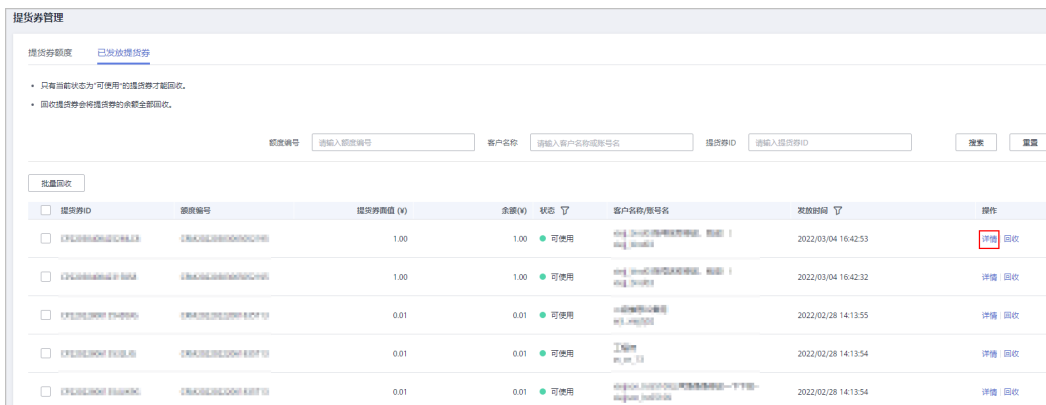 提货券管理
提货券额度 已发放提货券
• 只有当前状态为"可使用"的提货券才能回收。
• 回收提货券会将提货券的余额全部回收。
额度编号 请输入额度编号 客户名称 请输入客户名称或账号名 提货券ID 请输入提货券ID 搜索 重置
批量回收
提货券ID 额度编号 提货券面值 (¥) 余额(¥) 状态 客户名称/账号名 发放时间 操作
1.00 1.00 可使用 2022/03/04 16:42:53 详情 回收
1.00 1.00 可使用 2022/03/04 16:42:32 详情 回收
0.01 0.01 可使用 2022/02/28 14:13:55 详情 回收
0.01 0.01 可使用 2022/02/28 14:13:54 详情 回收
0.01 0.01 可使用 2022/02/28 14:13:54 详情 回收